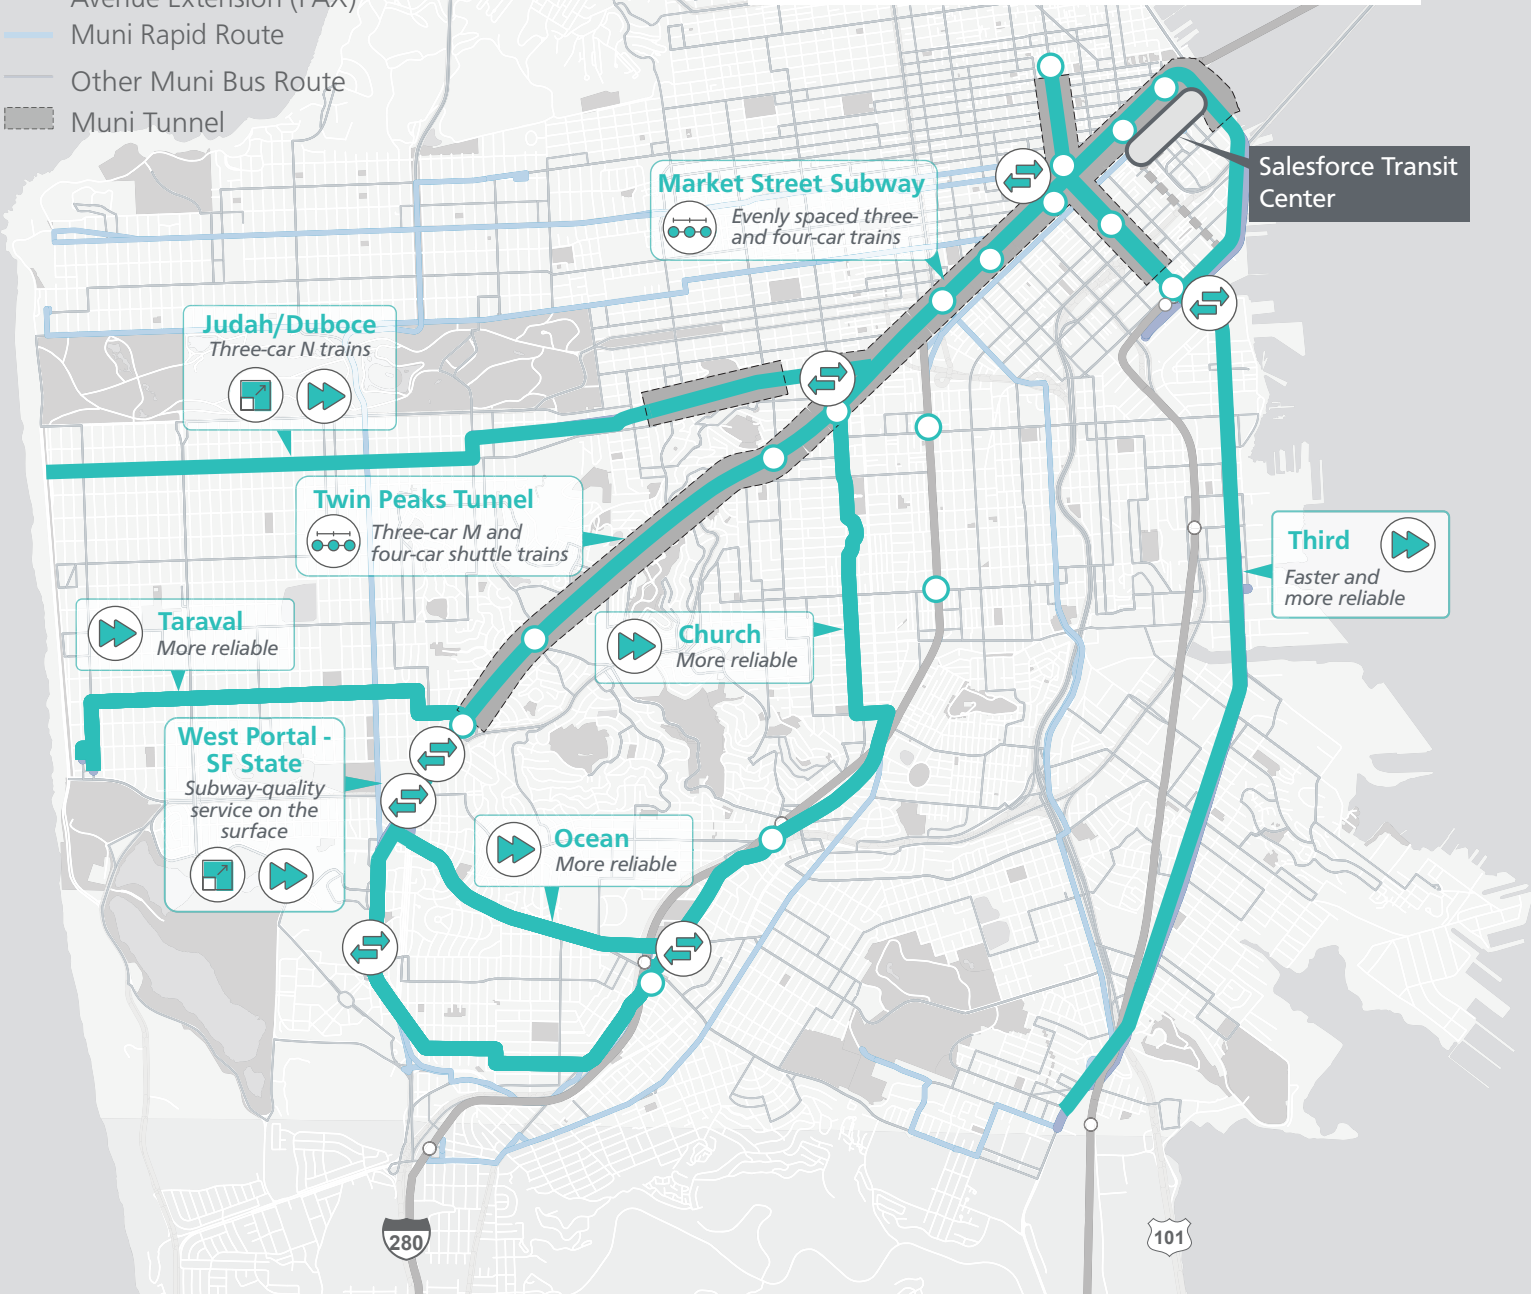 Avenue Extension (PAX)
Muni Rapid Route
Other Muni Bus Route
Muni Tunnel
Salesforce Transit
Center
Market Street Subway
Evenly spaced three-
and four-car trains
Judah/Duboce
Three-car N trains
Twin Peaks Tunnel
Three-car M and
four-car shuttle trains
Third
Faster and
more reliable
Taraval
More reliable
Church
More reliable
West Portal -
SF State
Subway-quality
service on the
surface
Ocean
More reliable
280
101